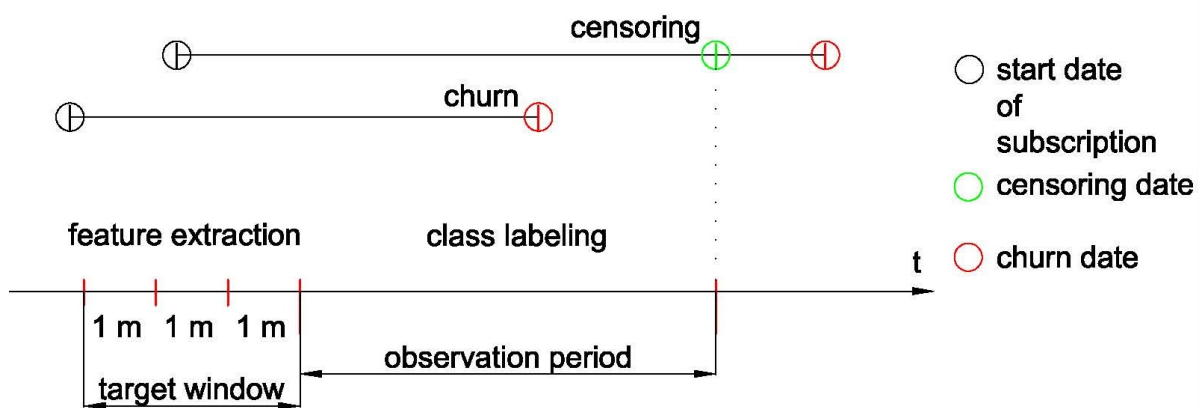 censoring
churn
start date
of
subscription
censoring date
churn date
feature extraction
class labeling
t
1 m 1 m 1 m
observation period
target window